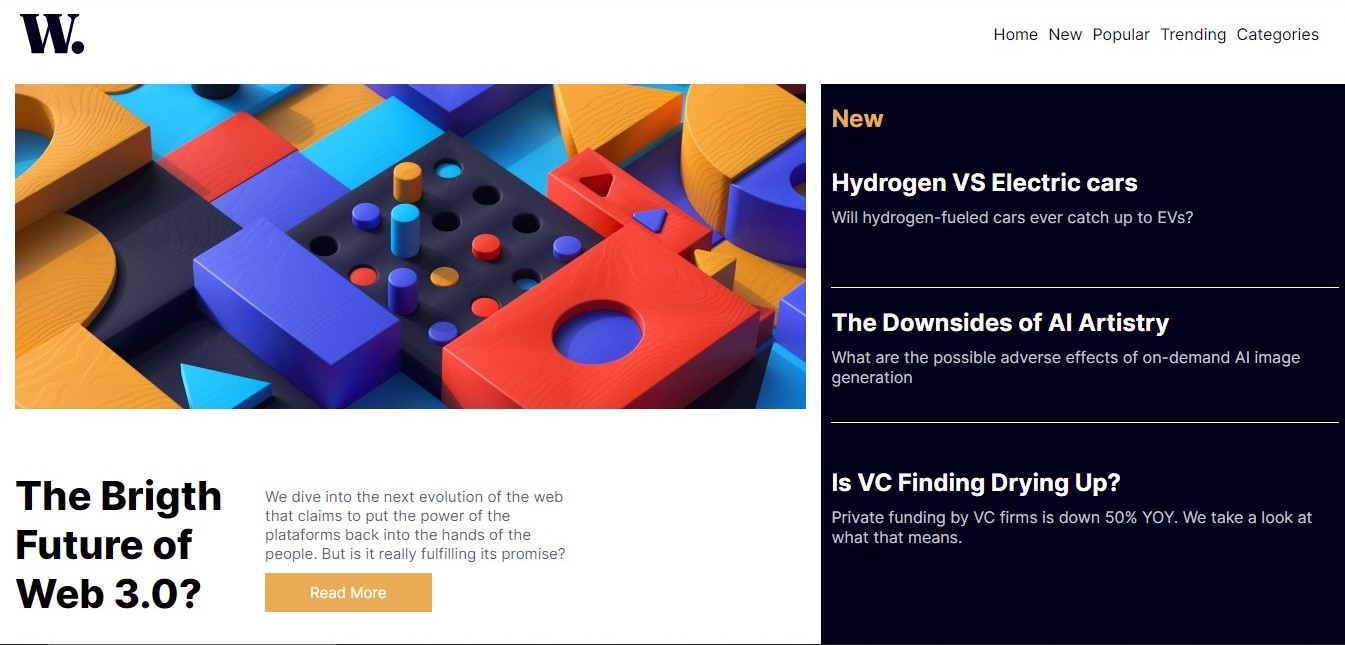 W.
Home New Popular Trending Categories
New
Hydrogen VS Electric cars
Will hydrogen-fueled cars ever catch up to EVs?
The Downsides of AI Artistry
What are the possible adverse effects of on-demand AI image
generation
Is VC Finding Drying Up?
Private funding by VC firms is down 50% YOY. We take a look at
what that means.
The Brigth
Future of
Web 3.0?
We dive into the next evolution of the web
that claims to put the power of the
plataforms back into the hands of the
people. But is it really fulfilling its promise?
Read More